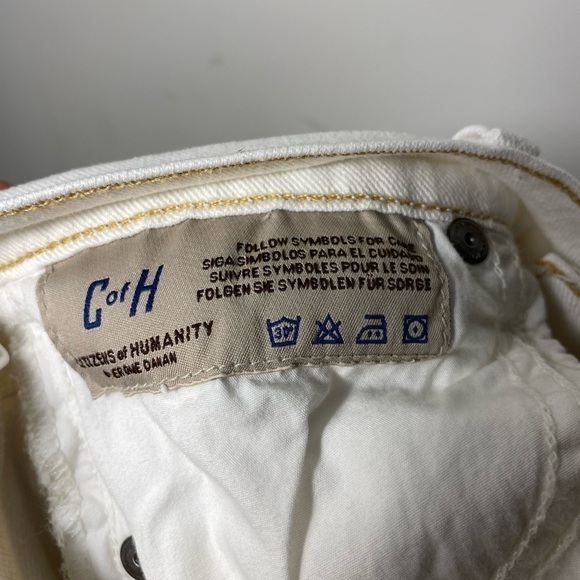 CofH
CITIZENS of HUMANITY
JEROME DAHAN
FOLLOW SYMBOLS FOR CARE
SIGA SIMBOLOS PARA EL CUIDADO
SUIVRE SYMBOLES POUR LE SOIN
FOLGEN SIE SYMBOLEN FÜR SORGE
30°